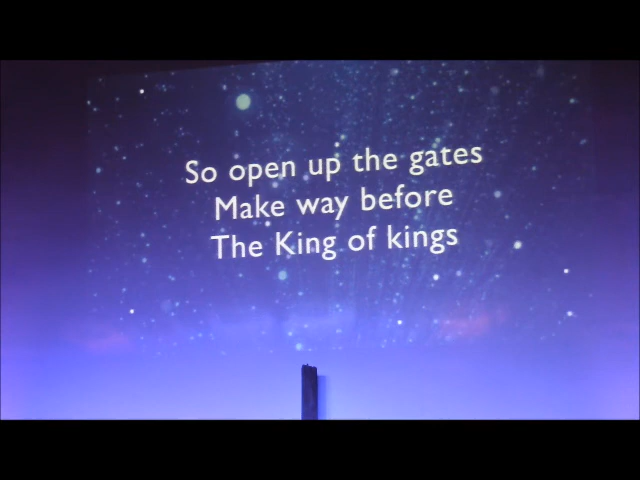 So open up the gates
Make way before
The King of kings